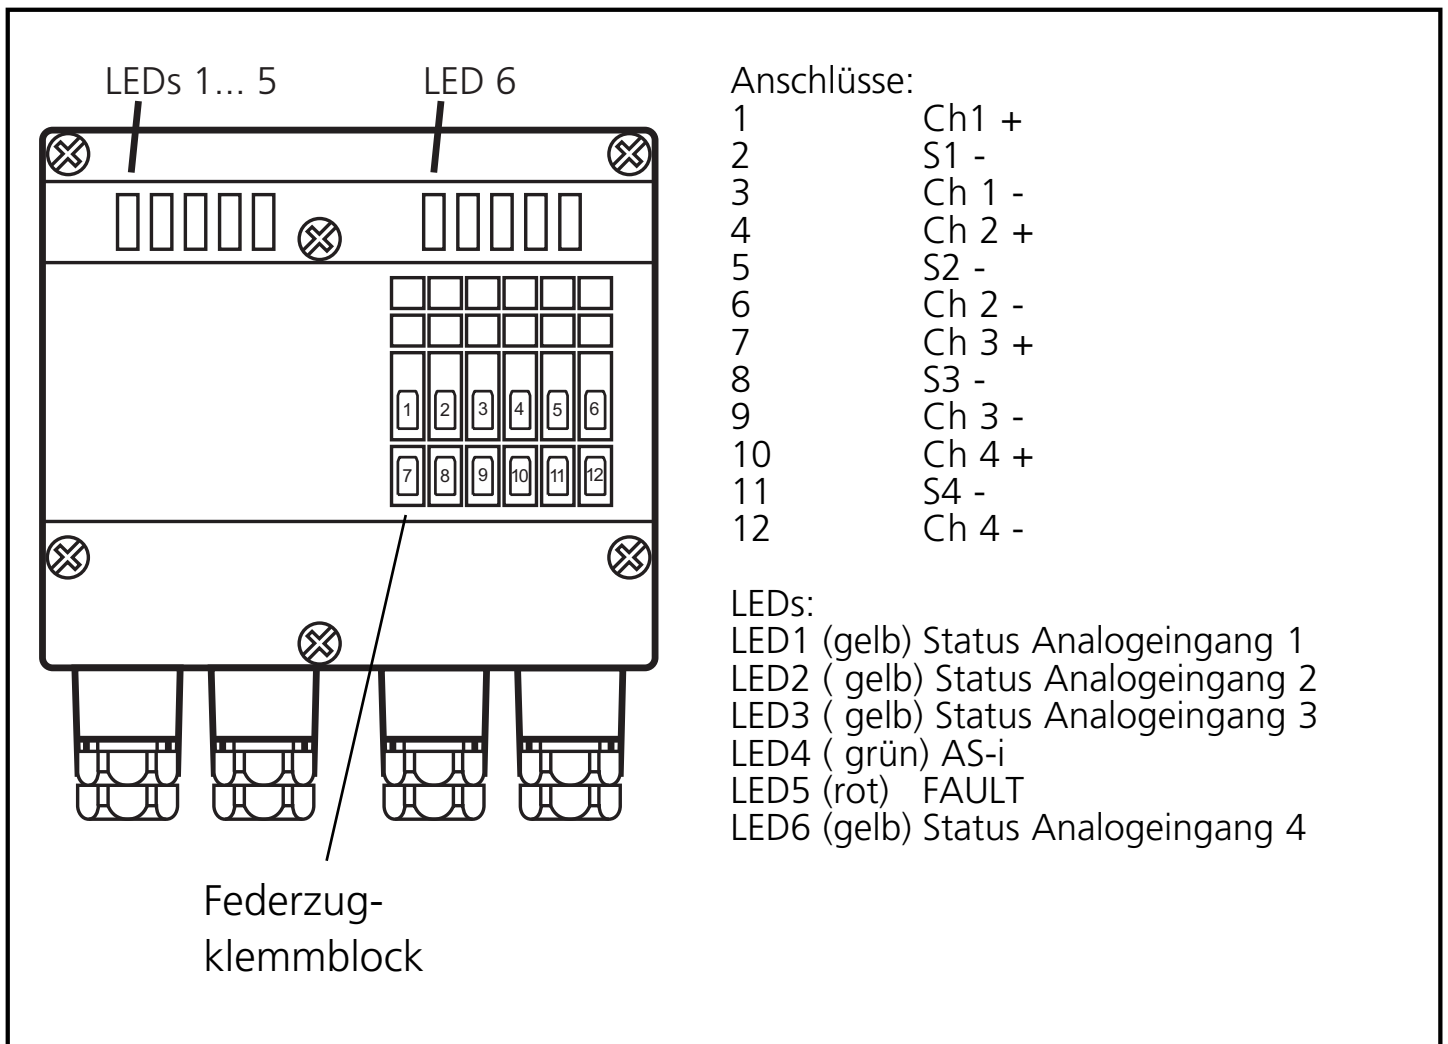 LEDs 1... 5
LED 6
1 2 3 4 5 6
7 8 9 10 11 12
Federzug-
klemmblock
Anschlüsse:
1 Ch1 +
2 S1 -
3 Ch 1 -
4 Ch 2 +
5 S2 -
6 Ch 2 -
7 Ch 3 +
8 S3 -
9 Ch 3 -
10 Ch 4 +
11 S4 -
12 Ch 4 -
LEDs:
LED1 (gelb) Status Analogeingang 1
LED2 ( gelb) Status Analogeingang 2
LED3 ( gelb) Status Analogeingang 3
LED4 ( grün) AS-i
LED5 (rot) FAULT
LED6 (gelb) Status Analogeingang 4